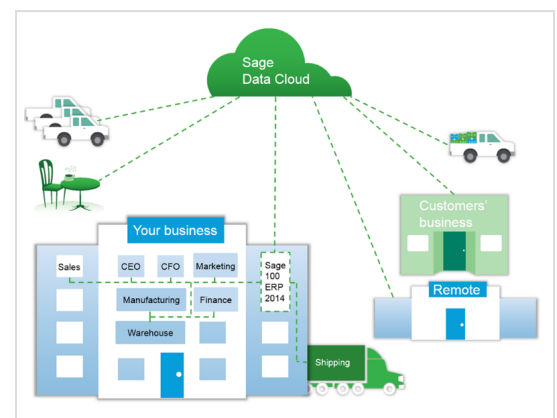 Sage
Data Cloud
Customers'
business
Your business
Sales
CEO
CFO
Marketing
Sage
100
ERP
2014
Remote
Manufacturing
Finance
Warehouse
Shipping